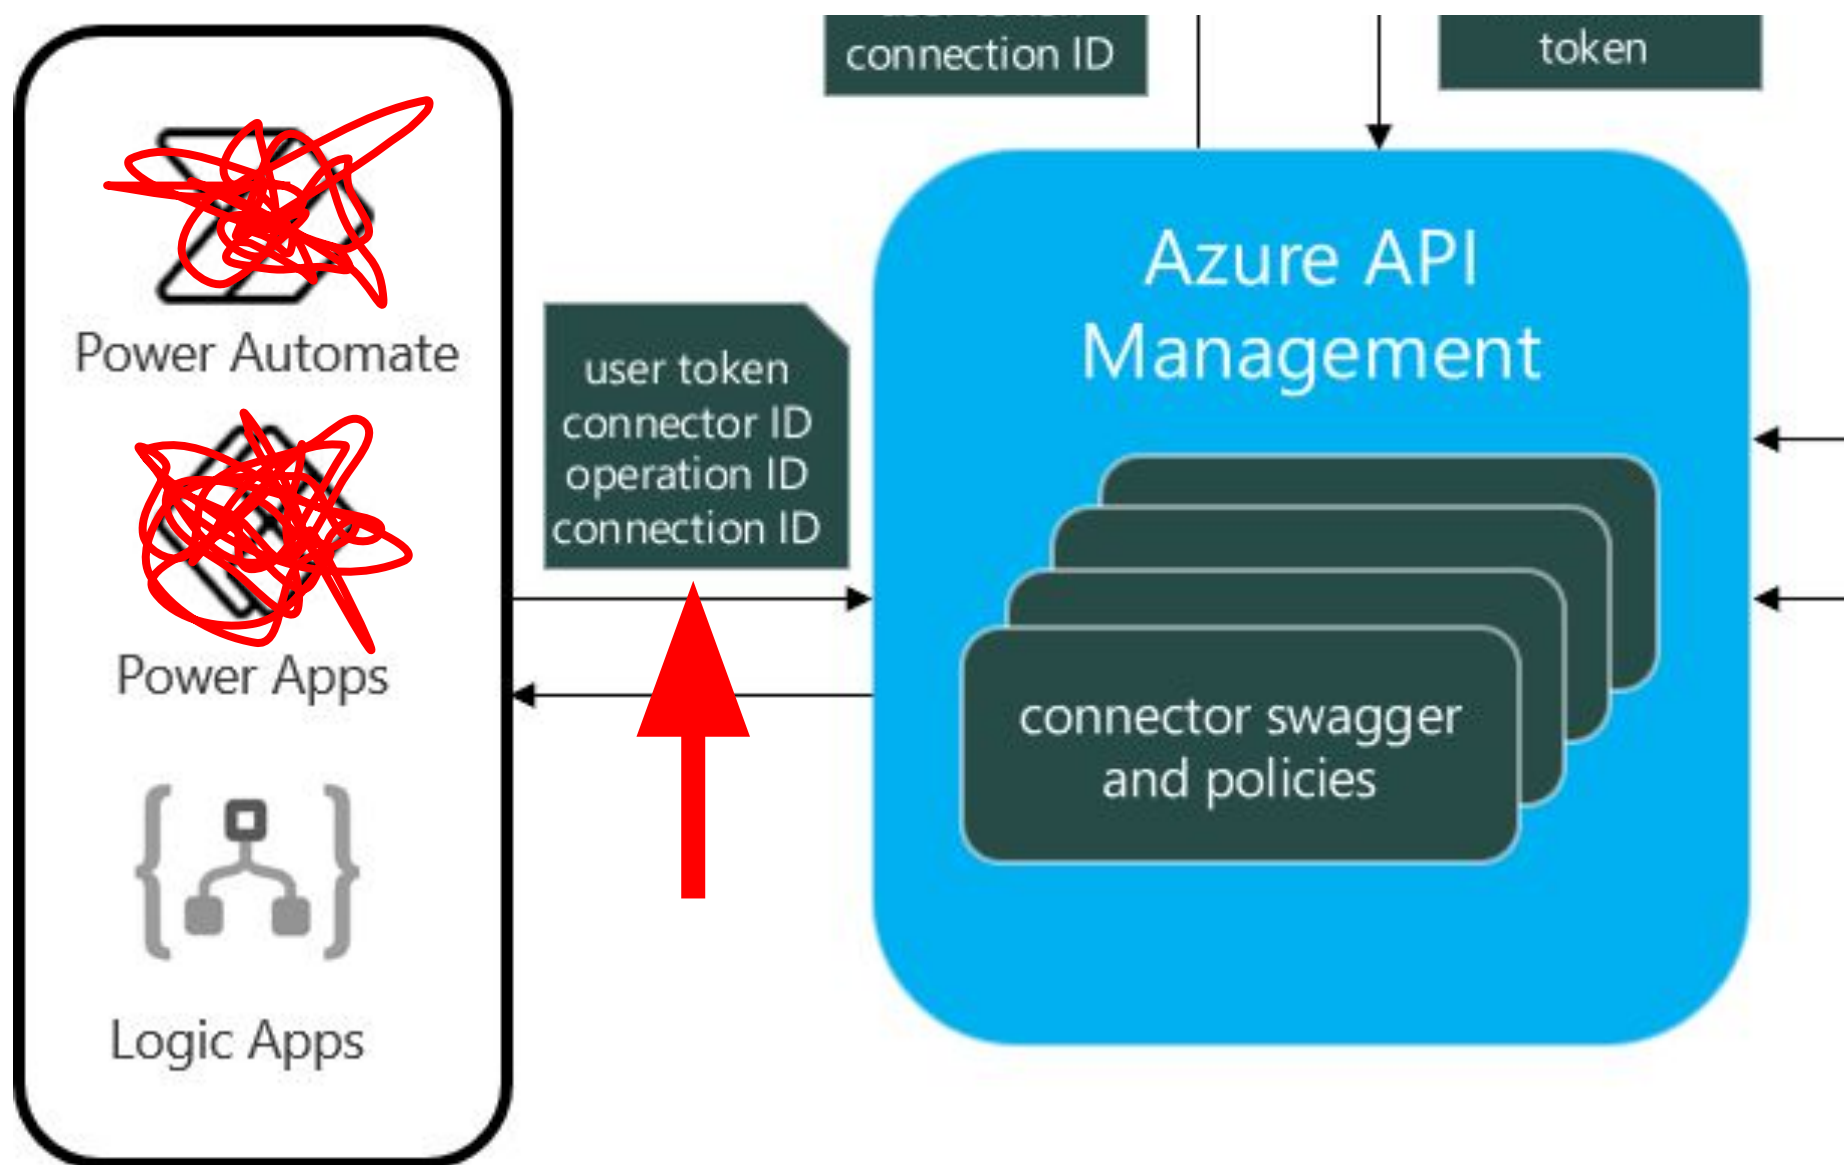 connection ID
token
Power Automate
user token
connector ID
operation ID
connection ID
Azure API
Management
Power Apps
connector swagger
and policies
Logic Apps